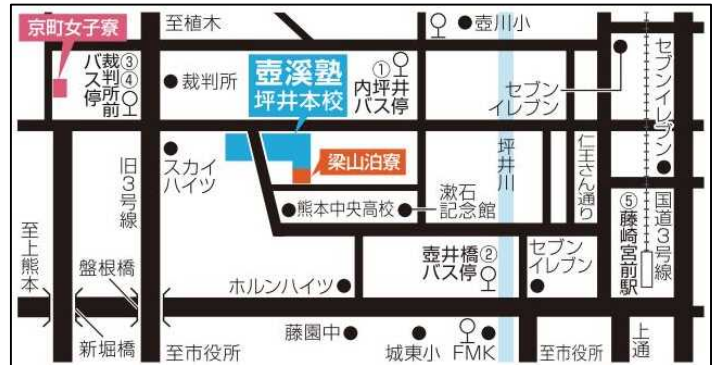 京町女子寮
至植木
壺川小
③④裁判所前
バス停
裁判所
壺溪塾
坪井本校
①
内坪井
バス停
セブン
イレブン
セブンイレブン
スカイ
ハイツ
梁山泊寮
坪井川
仁王さん通り
旧3号線
熊本中央高校
漱石
記念館
⑤藤崎宮前駅
国道3号線
至上熊本
盤根橋
ホルンハイツ
壺井橋②
バス停
セブン
イレブン
新堀橋
至市役所
藤園中
城東小
FMK
至市役所
上通